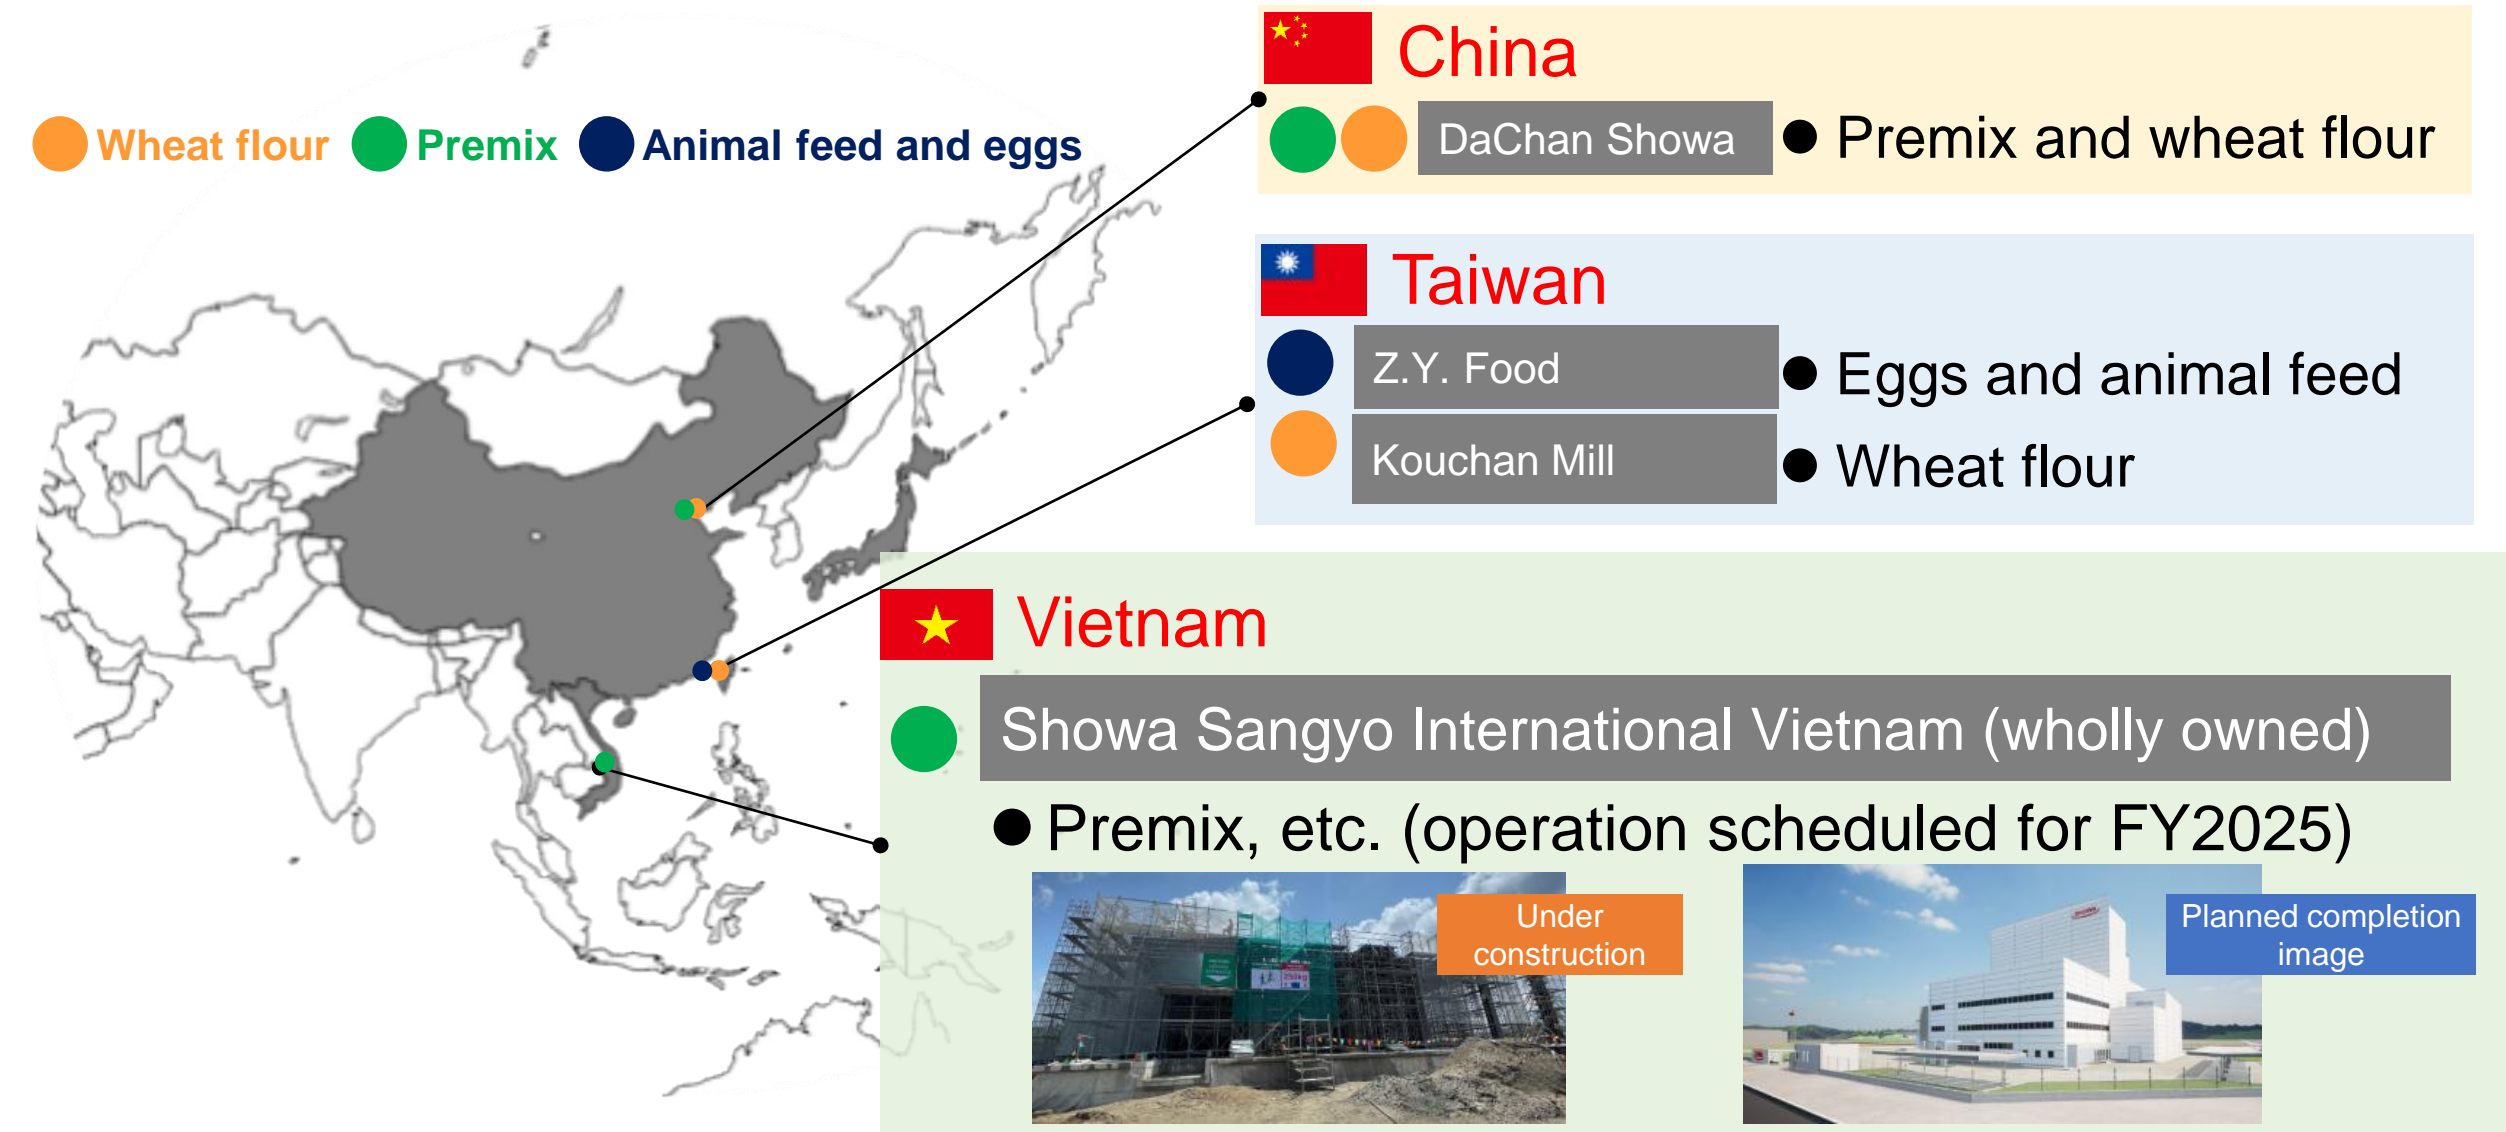 Wheat flour Premix Animal feed and eggs
China
DaChan Showa
● Premix and wheat flour
Taiwan
Z.Y. Food
● Eggs and animal feed
Kouchan Mill
● Wheat flour
Vietnam
Showa Sangyo International Vietnam (wholly owned)
● Premix, etc. (operation scheduled for FY2025)
Under
construction
Planned completion
image